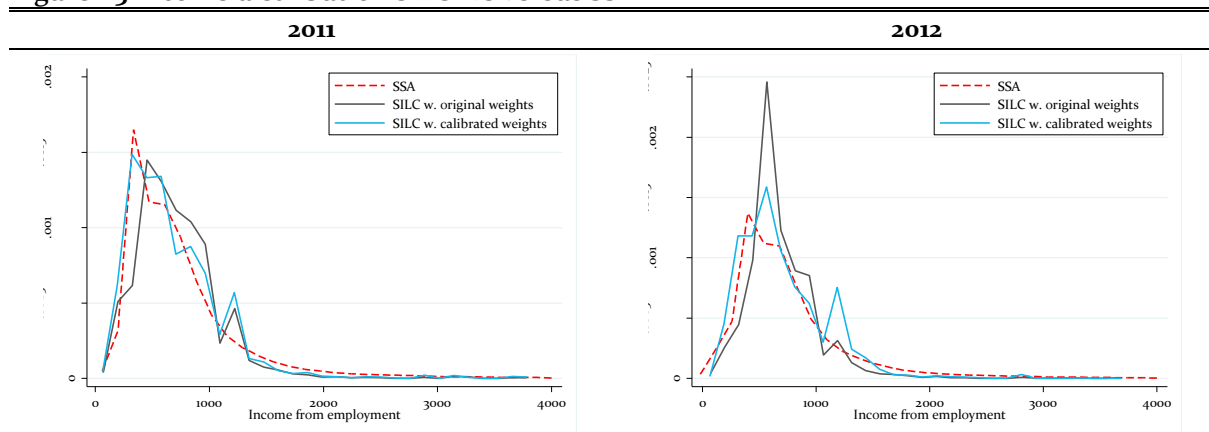 2011
2012
.002
SSA
SILC w. original weights
SILC w. calibrated weights
.001
0
0
1000
2000
3000
4000
Income from employment
SSA
SILC w. original weights
SILC w. calibrated weights
.002
.001
0
0
1000
2000
3000
4000
Income from employment